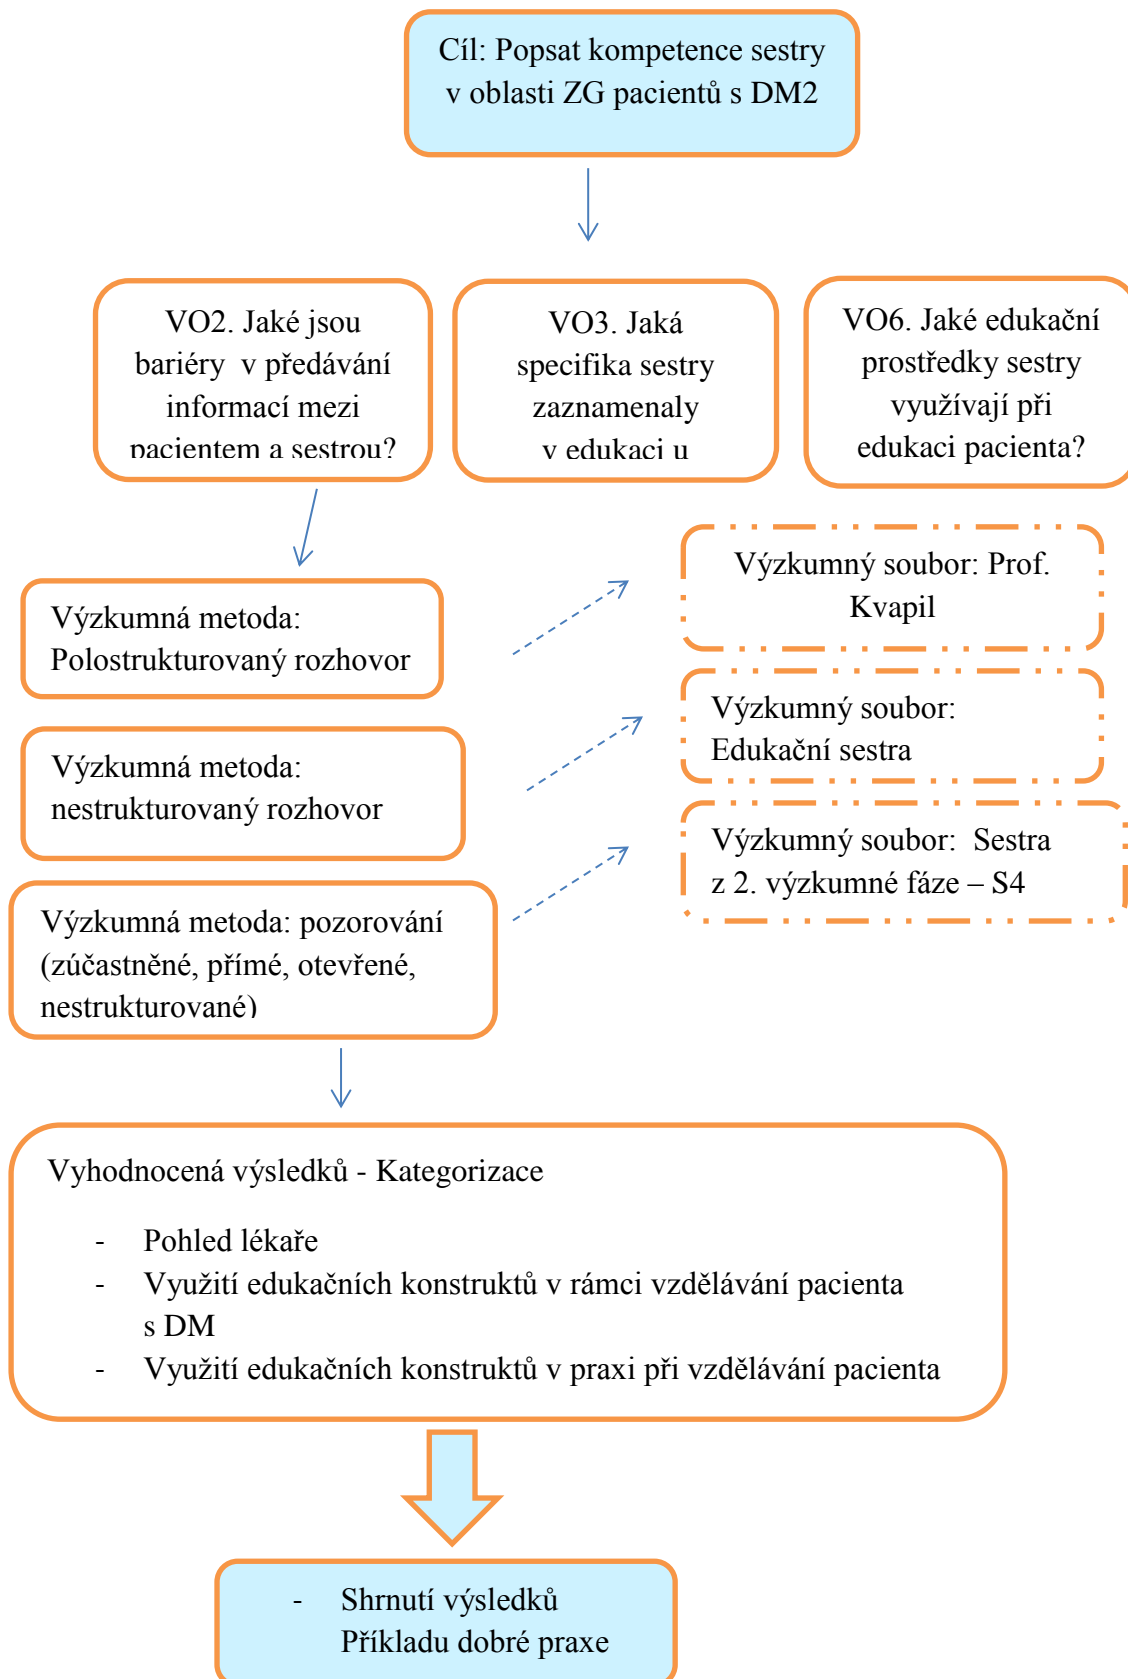 Cíl: Popsat kompetence sestry
v oblasti ZG pacientů s DM2
VO2. Jaké jsou
bariéry v předávání
informací mezi
pacientem a sestrou?
VO3. Jaká
specifika sestry
zaznamenaly
v edukaci u
VO6. Jaké edukační
prostředky sestry
využívají při
edukaci pacienta?
Výzkumná metoda:
Polostrukturovaný rozhovor
Výzkumný soubor: Prof.
Kvapil
Výzkumná metoda:
nestrukturovaný rozhovor
Výzkumný soubor:
Edukační sestra
Výzkumná metoda: pozorování
(zúčastněné, přímé, otevřené,
nestrukturované)
Výzkumný soubor: Sestra
z 2. výzkumné fáze – S4
Vyhodnocená výsledků - Kategorizace
- Pohled lékaře
- Využití edukačních konstruktů v rámci vzdělávání pacienta
s DM
- Využití edukačních konstruktů v praxi při vzdělávání pacienta
- Shrnutí výsledků
Příkladu dobré praxe